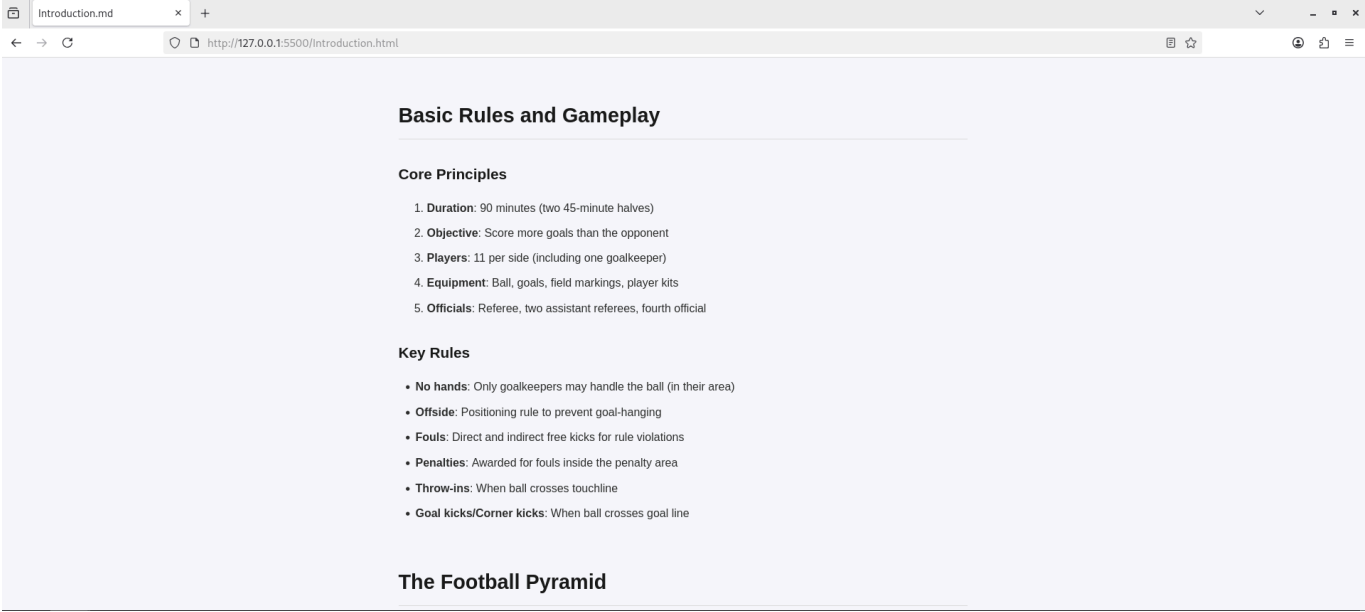 Introduction.md
http://127.0.0.1:5500/Introduction.html
Basic Rules and Gameplay
Core Principles
1. Duration: 90 minutes (two 45-minute halves)
2. Objective: Score more goals than the opponent
3. Players: 11 per side (including one goalkeeper)
4. Equipment: Ball, goals, field markings, player kits
5. Officials: Referee, two assistant referees, fourth official
Key Rules
• No hands: Only goalkeepers may handle the ball (in their area)
• Offside: Positioning rule to prevent goal-hanging
• Fouls: Direct and indirect free kicks for rule violations
• Penalties: Awarded for fouls inside the penalty area
• Throw-ins: When ball crosses touchline
• Goal kicks/Corner kicks: When ball crosses goal line
The Football Pyramid